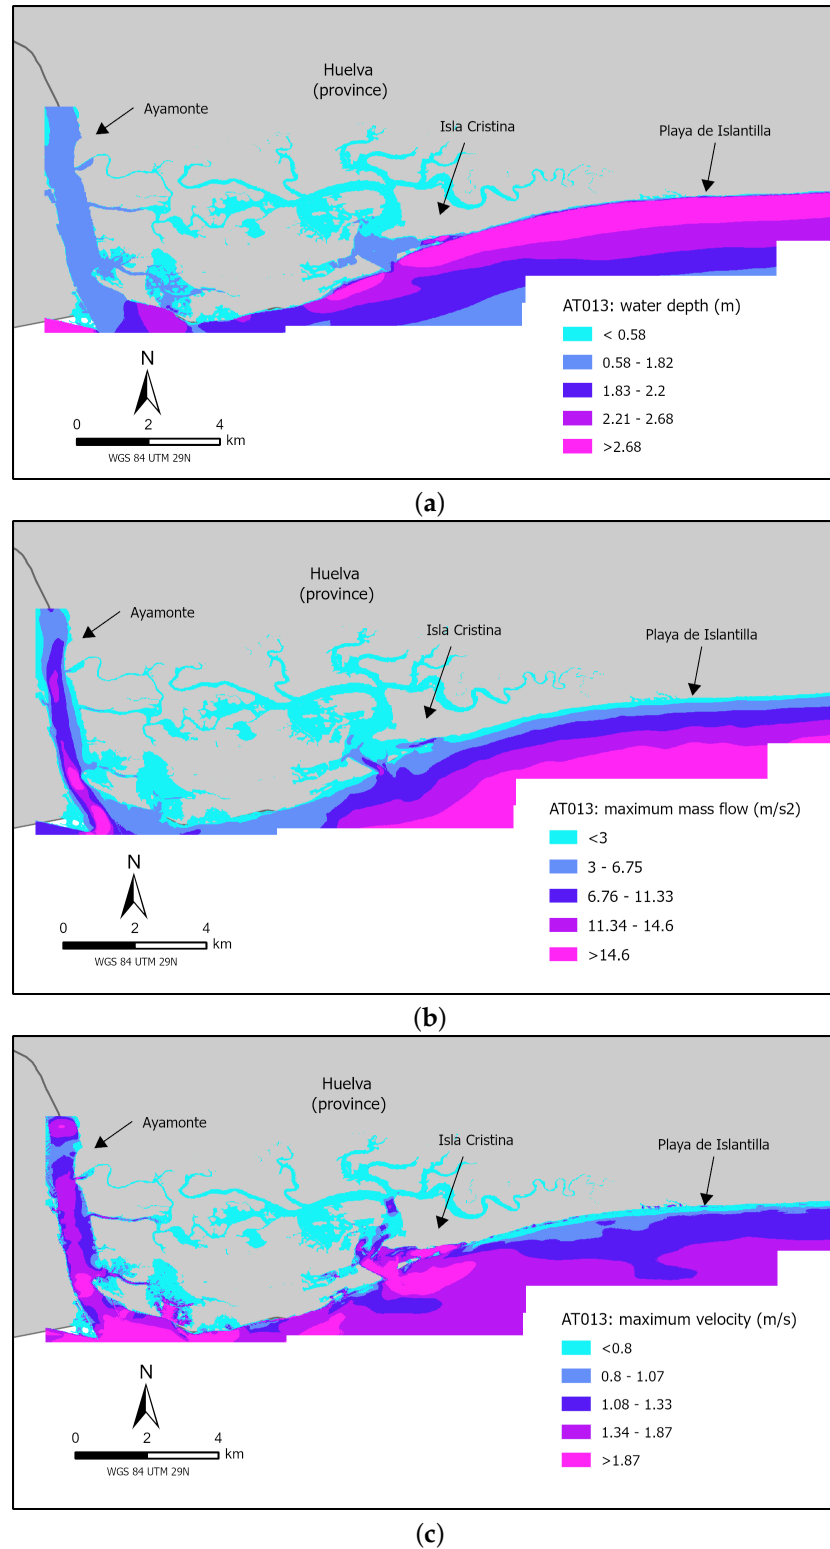 Huelva
(province)
Ayamonte
Isla Cristina
Playa de Islantilla
AT013: water depth (m)
< 0.58
0.58 - 1.82
1.83 - 2.2
2.21 - 2.68
>2.68
N
0 2 4
km
WGS 84 UTM 29N
(a)
Huelva
(province)
Ayamonte
Isla Cristina
Playa de Islantilla
AT013: maximum mass flow (m/s2)
<3
3 - 6.75
6.76 - 11.33
11.34 - 14.6
>14.6
N
0 2 4
km
WGS 84 UTM 29N
(b)
Huelva
(province)
Ayamonte
Isla Cristina
Playa de Islantilla
AT013: maximum velocity (m/s)
<0.8
0.8 - 1.07
1.08 - 1.33
1.34 - 1.87
>1.87
N
0 2 4
km
WGS 84 UTM 29N
(c)